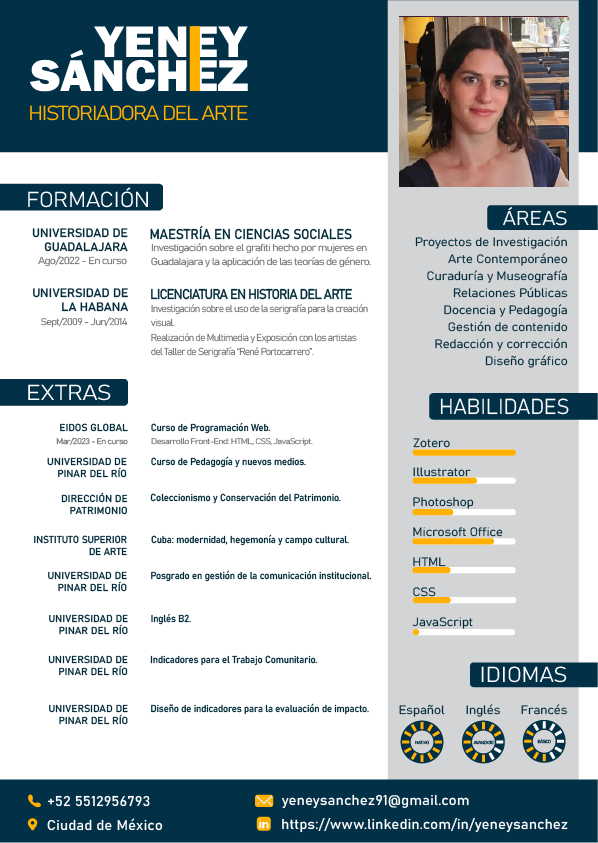 YENEY
SÁNCHEZ
HISTORIADORA DEL ARTE
FORMACIÓN
UNIVERSIDAD DE
GUADALAJARA
Ago/2022 - En curso
MAESTRÍA EN CIENCIAS SOCIALES
Investigación sobre el grafiti hecho por mujeres en
Guadalajara y la aplicación de las teorías de género.
UNIVERSIDAD DE
LA HABANA
Sept/2009 - Jun/2014
LICENCIATURA EN HISTORIA DEL ARTE
Investigación sobre el uso de la serigrafía para la creación
visual.
Realización de Multimedia y Exposición con los artistas
del Taller de Serigrafía "René Portocarrero".
EXTRAS
EIDOS GLOBAL
Mar/2023 - En curso
Curso de Programación Web.
Desarrollo Front-End: HTML, CSS, JavaScript.
UNIVERSIDAD DE
PINAR DEL RÍO
Curso de Pedagogía y nuevos medios.
DIRECCIÓN DE
PATRIMONIO
Coleccionismo y Conservación del Patrimonio.
INSTITUTO SUPERIOR
DE ARTE
Cuba: modernidad, hegemonía y campo cultural.
UNIVERSIDAD DE
PINAR DEL RÍO
Posgrado en gestión de la comunicación institucional.
UNIVERSIDAD DE
PINAR DEL RÍO
Inglés B2.
UNIVERSIDAD DE
PINAR DEL RÍO
Indicadores para el Trabajo Comunitario.
UNIVERSIDAD DE
PINAR DEL RÍO
Diseño de indicadores para la evaluación de impacto.
ÁREAS
Proyectos de Investigación
Arte Contemporáneo
Curaduría y Museografía
Relaciones Públicas
Docencia y Pedagogía
Gestión de contenido
Redacción y corrección
Diseño gráfico
HABILIDADES
Zotero
Illustrator
Photoshop
Microsoft Office
HTML
CSS
JavaScript
IDIOMAS
Español Inglés Francés
NATIVO AVANZADO BÁSICO
+52 5512956793
yeneysanchez91@gmail.com
Ciudad de México
in https://www.linkedin.com/in/yeneysanchez